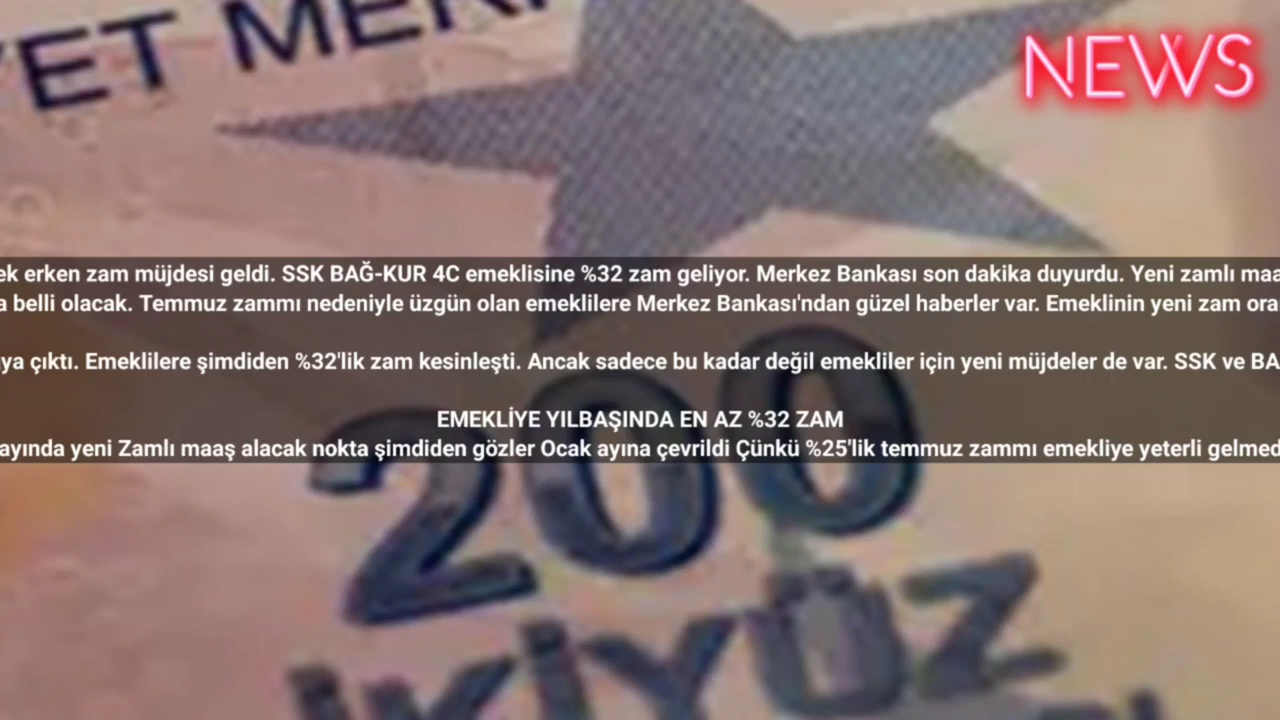 YET MERK
NEWS
ek erken zam müjdesi geldi. SSK BAĞ-KUR 4C emeklisine %32 zam geliyor. Merkez Bankası son dakika duyurdu. Yeni zamlı maa
a belli olacak. Temmuz zammı nedeniyle üzgün olan emeklilere Merkez Bankası'ndan güzel haberler var. Emeklinin yeni zam ora
ya çıktı. Emeklilere şimdiden %32'lik zam kesinleşti. Ancak sadece bu kadar değil emekliler için yeni müjdeler de var. SSK ve BA
EMEKLİYE YILBAŞINDA EN AZ %32 ZAM
ayında yeni Zamlı maaş alacak nokta şimdiden gözler Ocak ayına çevrildi Çünkü %25'lik temmuz zammı emekliye yeterli gelmed
200
İKİYÜZ